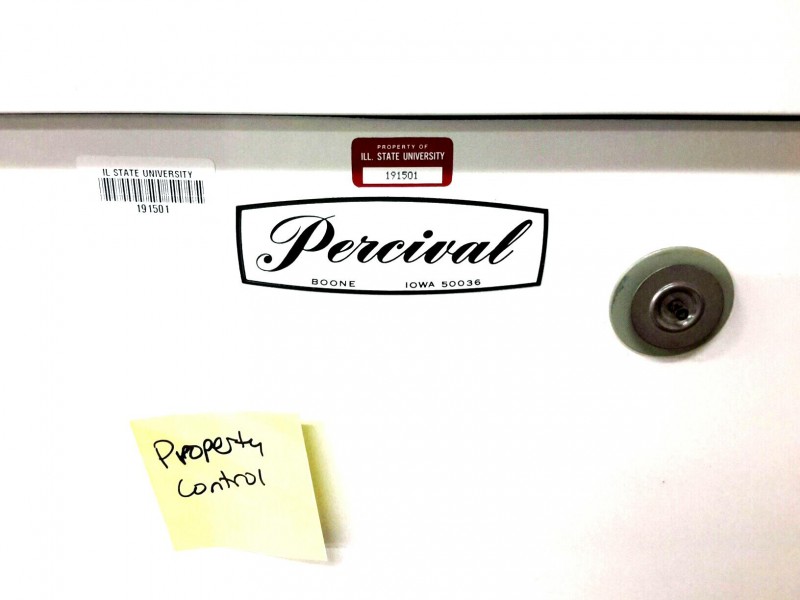 PROPERTY OF
ILL. STATE UNIVERSITY
191501
IL STATE UNIVERSITY
191501
Percival
BOONE IOWA 50036
Property
Control